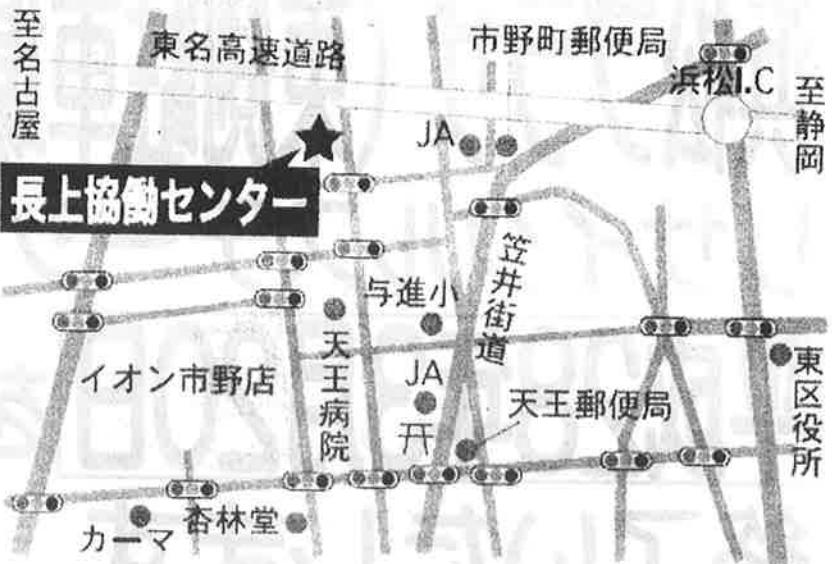 至名古屋
東名高速道路
市野町郵便局
浜松I.C
至静岡
JA
長上協働センター
笠井街道
与進小
天王病院
イオン市野店
JA
天王郵便局
東区役所
カーマ
杏林堂